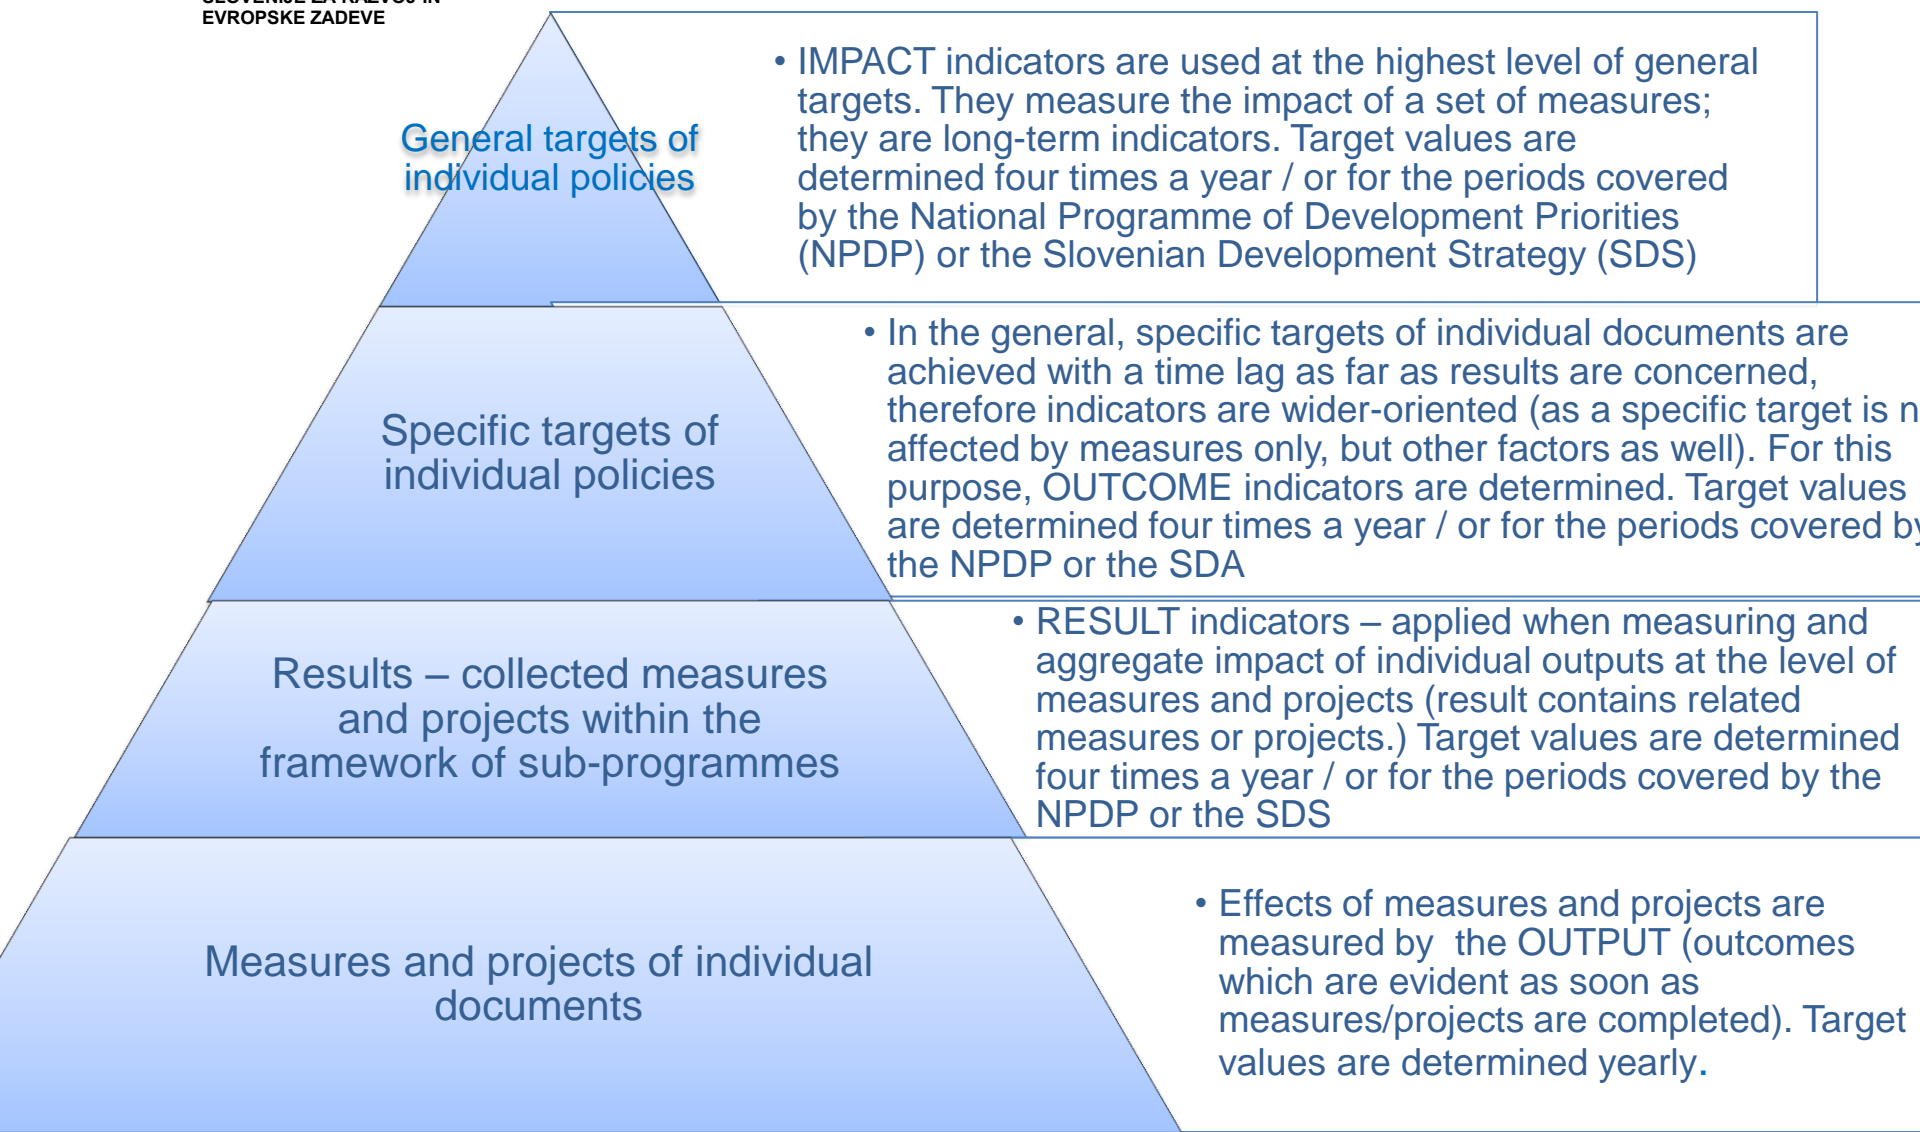 EVROPSKE ZADEVE
General targets of
individual policies
• IMPACT indicators are used at the highest level of general
targets. They measure the impact of a set of measures;
they are long-term indicators. Target values are
determined four times a year / or for the periods covered
by the National Programme of Development Priorities
(NPDP) or the Slovenian Development Strategy (SDS)
Specific targets of
individual policies
• In the general, specific targets of individual documents are
achieved with a time lag as far as results are concerned,
therefore indicators are wider-oriented (as a specific target is
affected by measures only, but other factors as well). For this
purpose, OUTCOME indicators are determined. Target values
are determined four times a year / or for the periods covered by
the NPDP or the SDA
Results – collected measures
and projects within the
framework of sub-programmes
• RESULT indicators – applied when measuring and
aggregate impact of individual outputs at the level of
measures and projects (result contains related
measures or projects.) Target values are determined
four times a year / or for the periods covered by the
NPDP or the SDS
Measures and projects of individual
documents
• Effects of measures and projects are
measured by the OUTPUT (outcomes
which are evident as soon as
measures/projects are completed). Target
values are determined yearly.